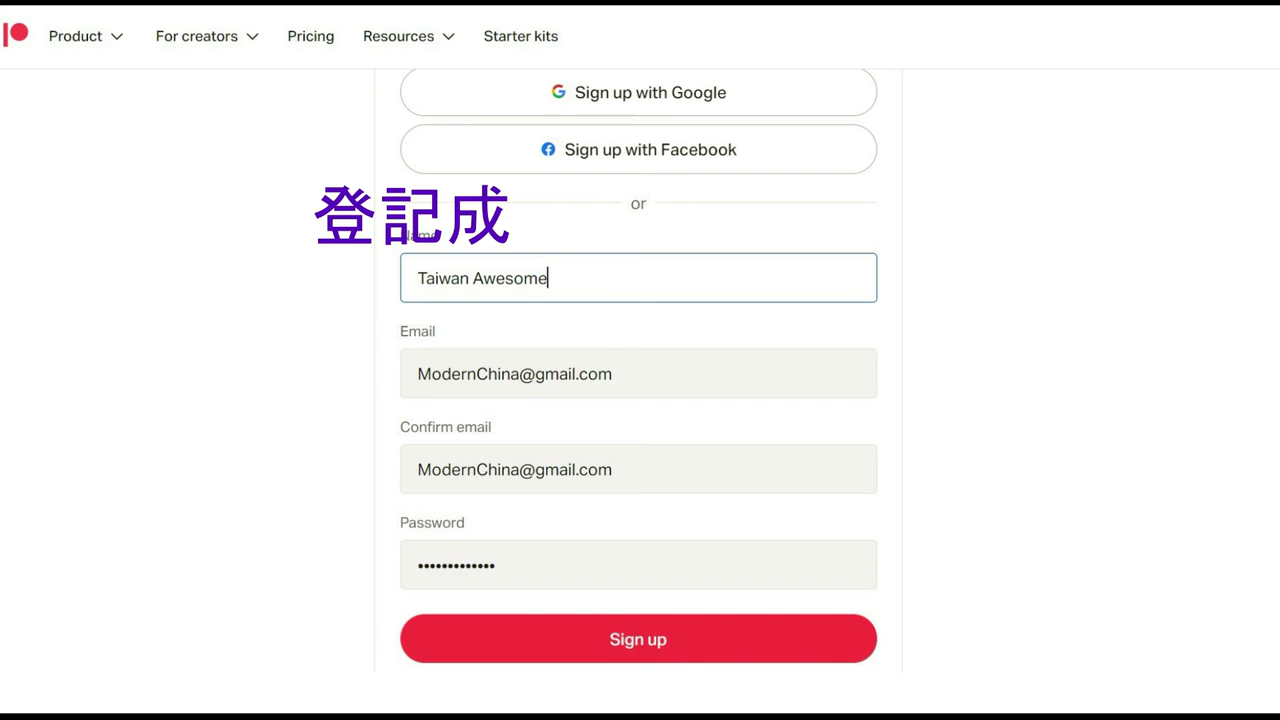 Product
For creators
Pricing
Resources
Starter kits
Sign up with Google
Sign up with Facebook
or
登記成
Name
Taiwan Awesome
Email
ModernChina@gmail.com
Confirm email
ModernChina@gmail.com
Password
•••••••••••••
Sign up